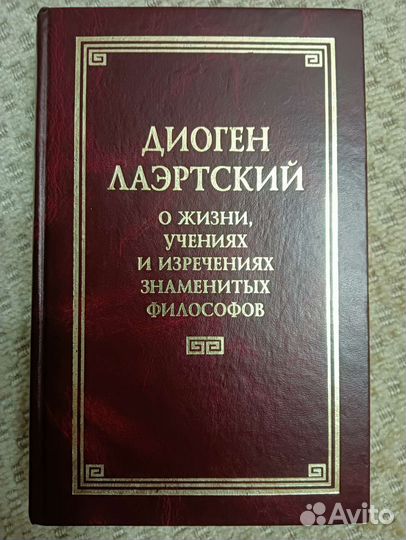 ДИОГЕН
ЛАЭРТСКИЙ
О ЖИЗНИ,
УЧЕНИЯХ
И ИЗРЕЧЕНИЯХ
ЗНАМЕНИТЫХ
ФИЛОСОФОВ
Avito